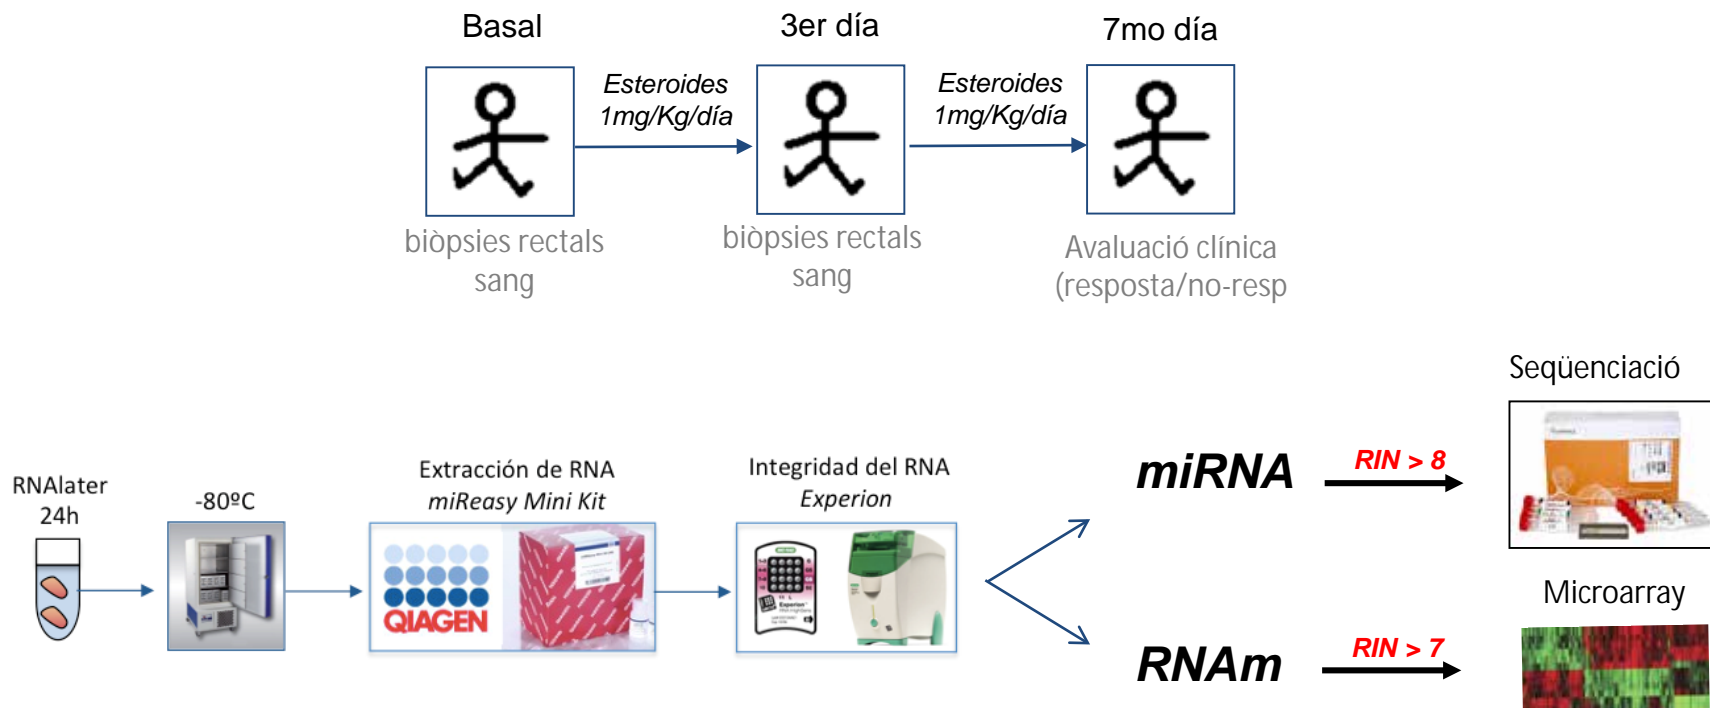 Basal
3er día
7mo día
Esteroides
1mg/Kg/día
Esteroides
1mg/Kg/día
biòpsies rectals
sang
biòpsies rectals
sang
Avaluació clínica
(resposta/no-resp
Seqüenciació
RNAlater
24h
-80ºC
Extracción de RNA
miReasy Mini Kit
Integridad del RNA
Experion
miRNA
RIN > 8
QIAGEN
Experion
Microarray
RNAm
RIN > 7